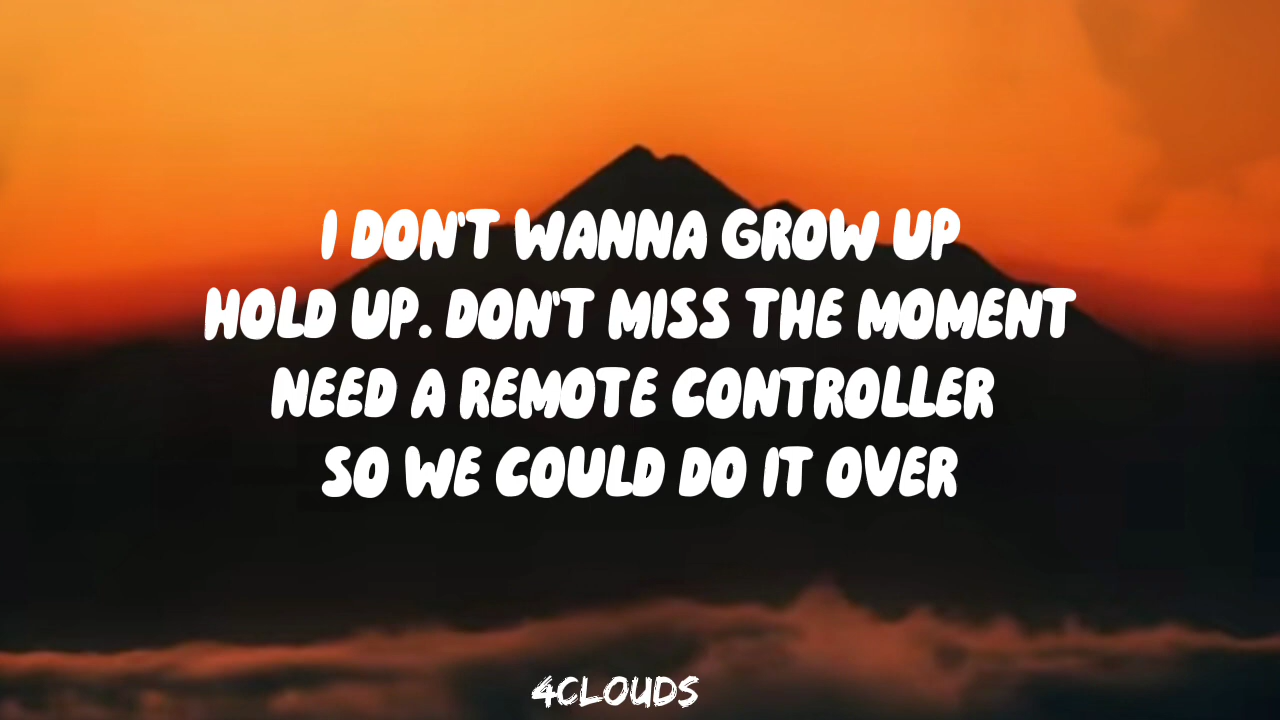 I DON'T WANNA GROW UP
HOLD UP. DON'T MISS THE MOMENT
NEED A REMOTE CONTROLLER
SO WE COULD DO IT OVER
4CLOUDS